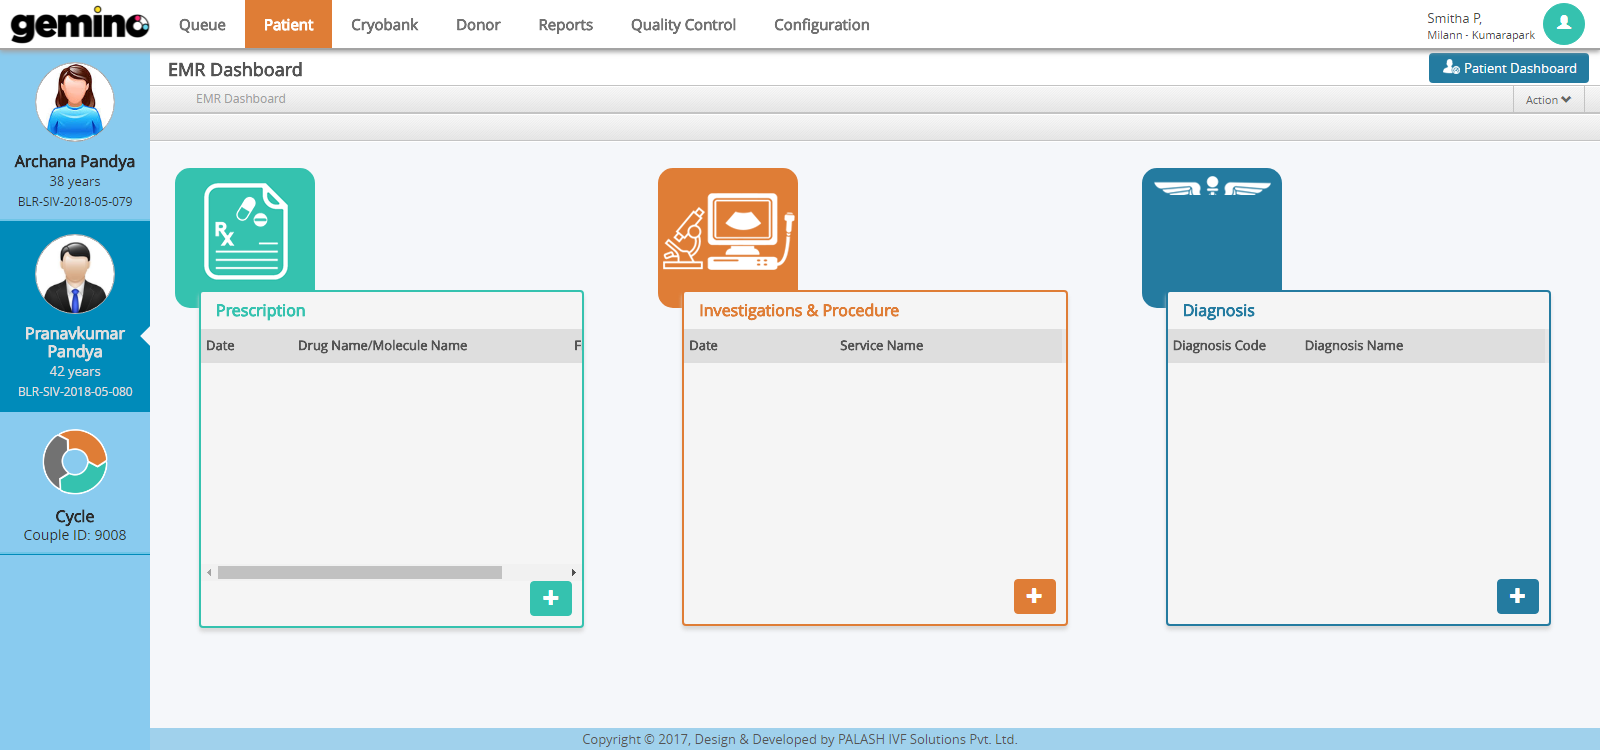 gemino
Queue
Patient
Cryobank
Donor
Reports
Quality Control
Configuration
Smitha P,
Milann - Kumarapark
EMR Dashboard
Patient Dashboard
EMR Dashboard
Action
Archana Pandya
38 years
BLR-SIV-2018-05-079
Pranavkumar
Pandya
42 years
BLR-SIV-2018-05-080
Cycle
Couple ID: 9008
Rx
Prescription
Date
Drug Name/Molecule Name
F
Investigations & Procedure
Date
Service Name
Diagnosis
Diagnosis Code
Diagnosis Name
Copyright © 2017, Design & Developed by PALASH IVF Solutions Pvt. Ltd.